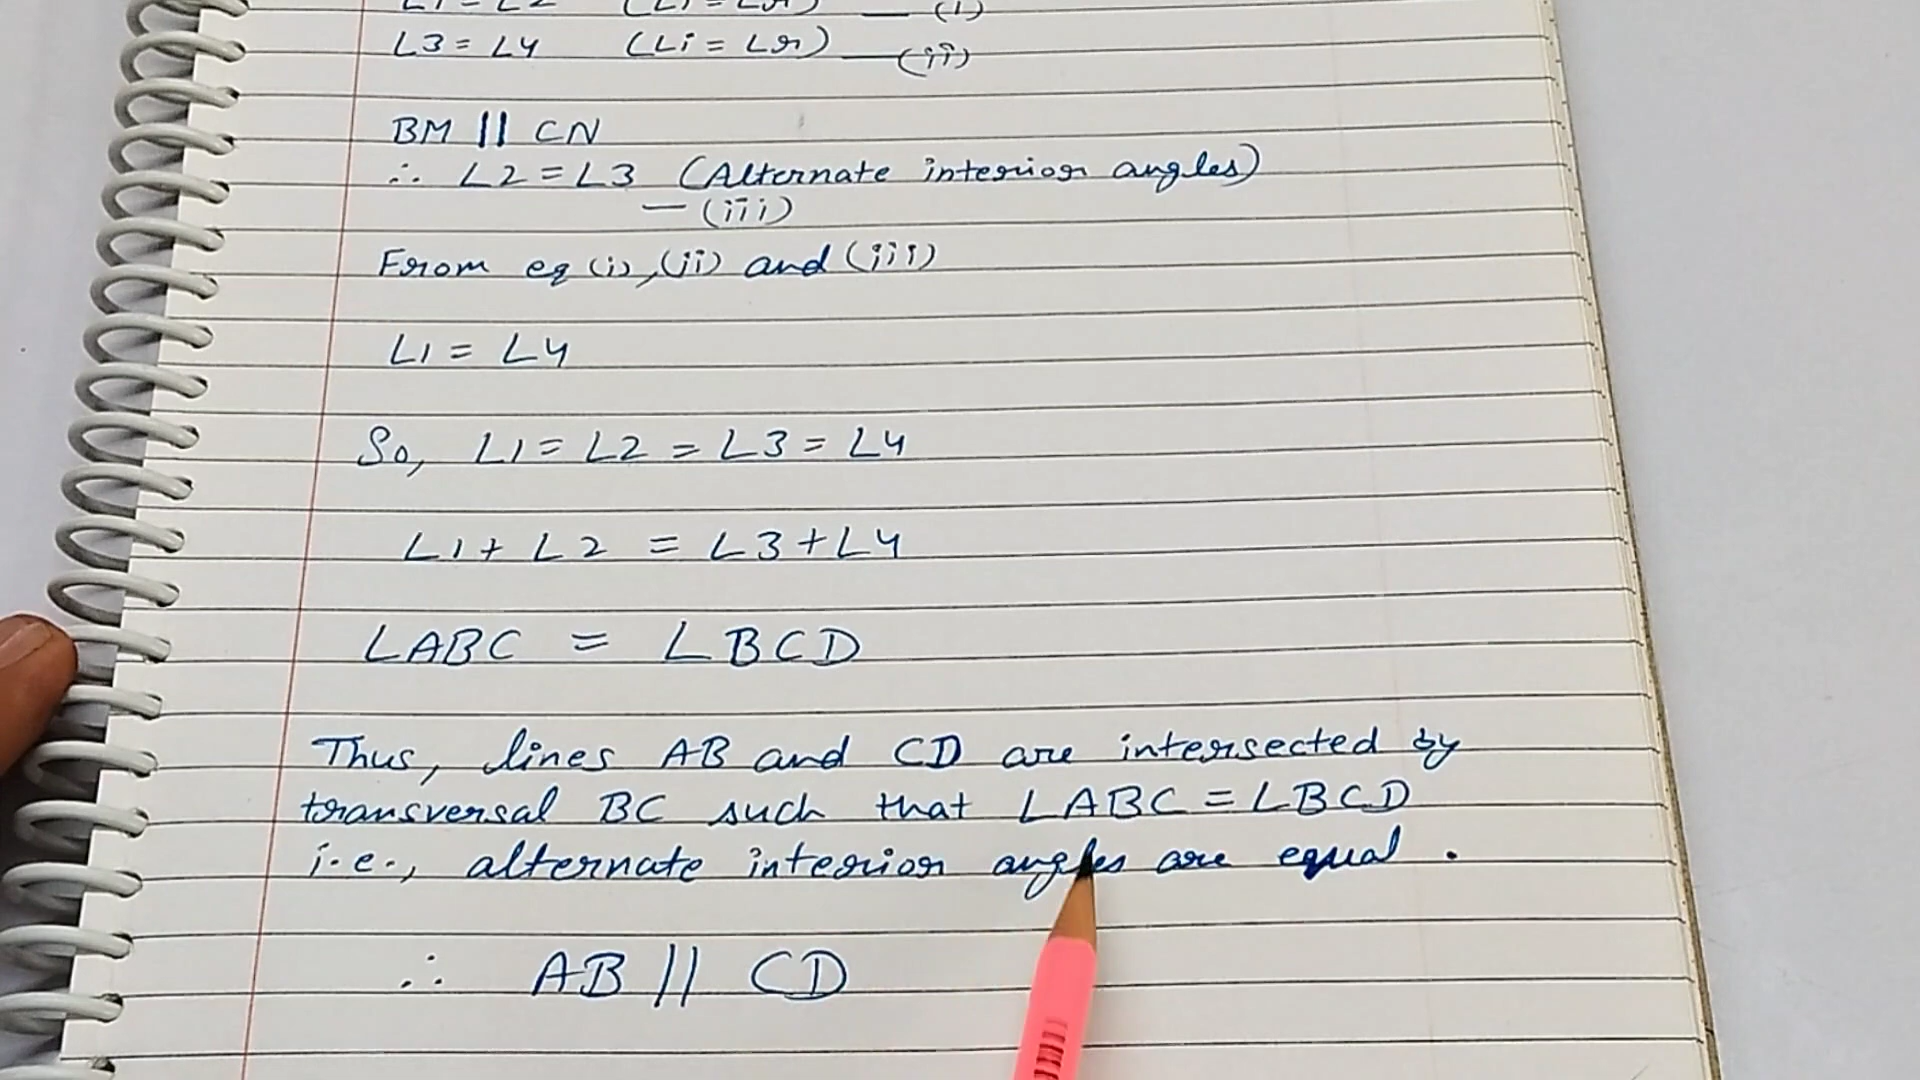 ∠1 = ∠2 (∠i = ∠r) — (i)
∠3 = ∠4 (∠i = ∠r) — (ii)
BM || CN
∴ ∠2 = ∠3 (Alternate interior angles)
— (iii)
From eq (i), (ii) and (iii)
∠1 = ∠4
So, ∠1 = ∠2 = ∠3 = ∠4
∠1 + ∠2 = ∠3 + ∠4
∠ABC = ∠BCD
Thus, lines AB and CD are intersected by
transversal BC such that ∠ABC = ∠BCD
i.e., alternate interior angles are equal.
∴ AB || CD